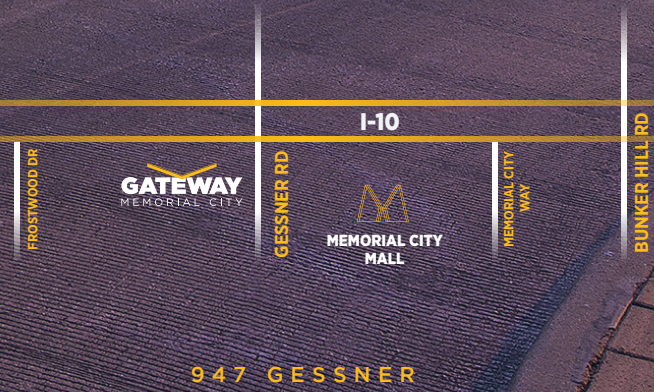 I-10
FROSTWOOD DR
GATEWAY
MEMORIAL CITY
GESSNER RD
MEMORIAL CITY
MALL
MEMORIAL CITY
WAY
BUNKER HILL RD
947 GESSNER